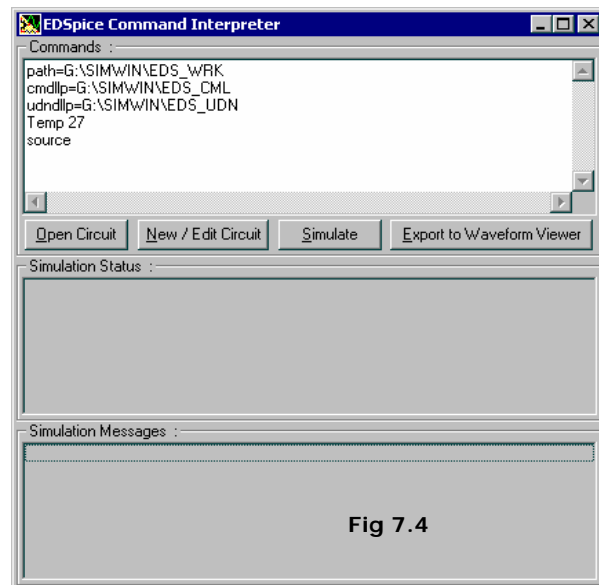 EDSpice Command Interpreter
Commands :
path=G:\SIMWIN\EDS_WRK
cmdllp=G:\SIMWIN\EDS_CML
udndllp=G:\SIMWIN\EDS_UDN
Temp 27
source
Open Circuit New / Edit Circuit Simulate Export to Waveform Viewer
Simulation Status :
Simulation Messages :
Fig 7.4